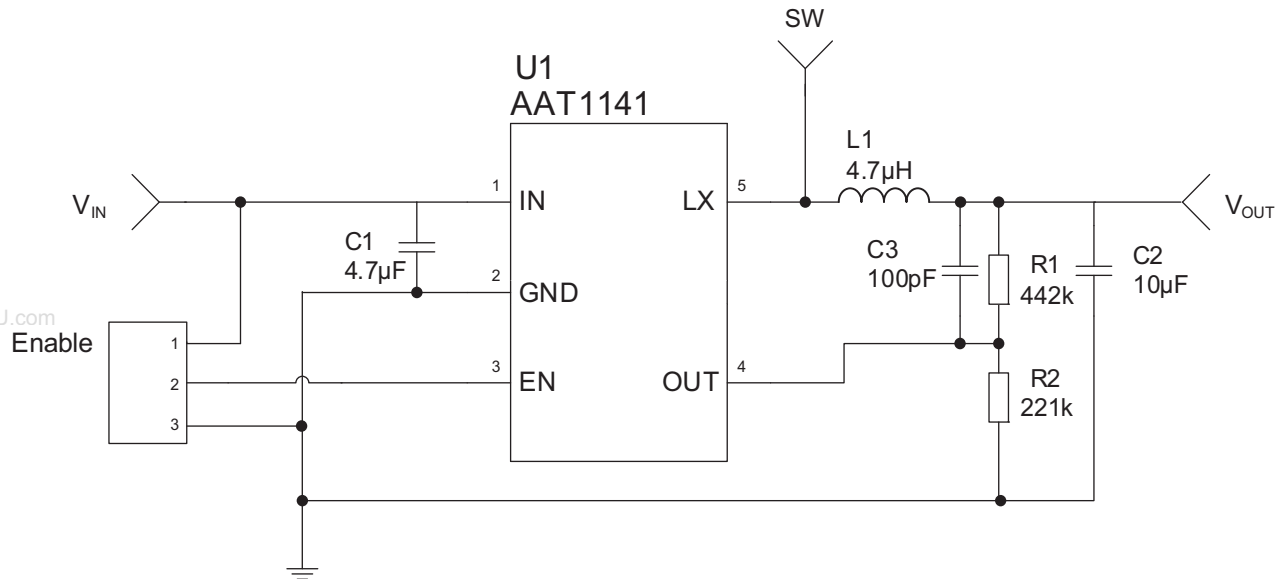 SW
U1
AAT1141
L1
4.7µH
V_IN
1
IN
LX
5
V_OUT
C1
4.7µF
2
GND
C3
100pF
R1
442k
C2
10µF
J.com
Enable
1
2
3
3
EN
OUT
4
R2
221k